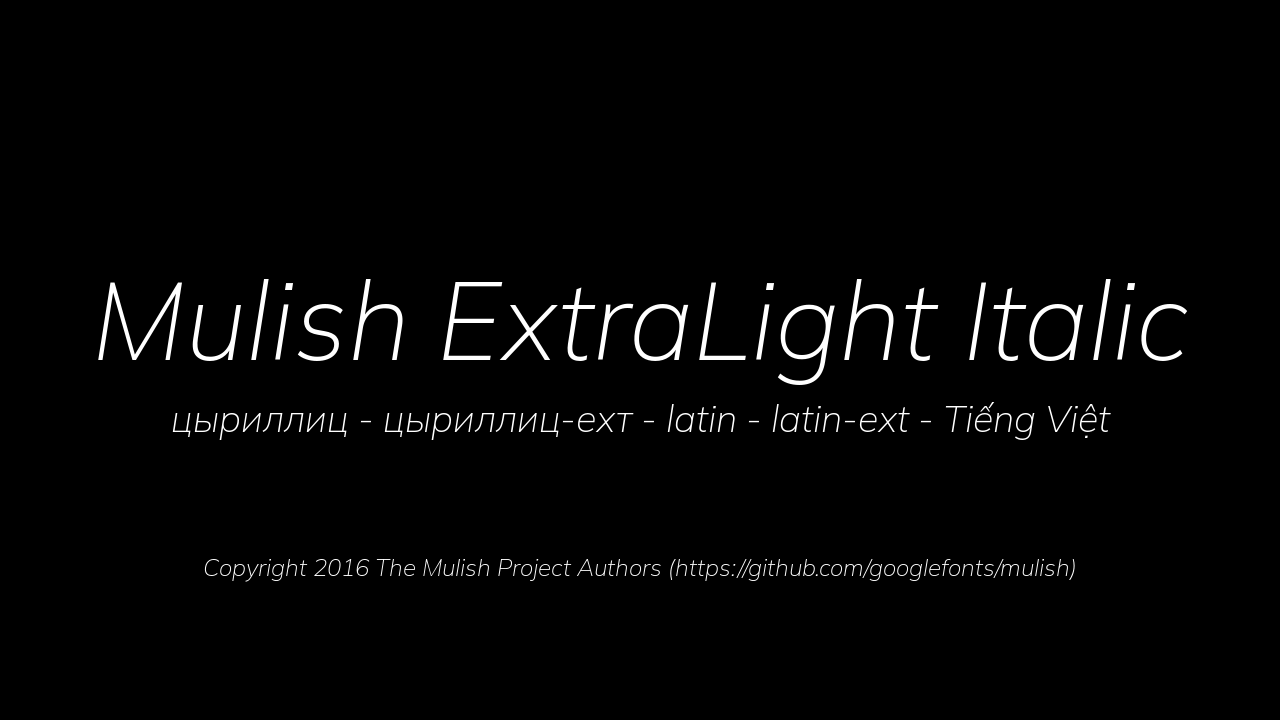 Mulish ExtraLight Italic
цыриллиц - цыриллиц-ехт - latin - latin-ext - Tiếng Việt
Copyright 2016 The Mulish Project Authors (https://github.com/googlefonts/mulish)